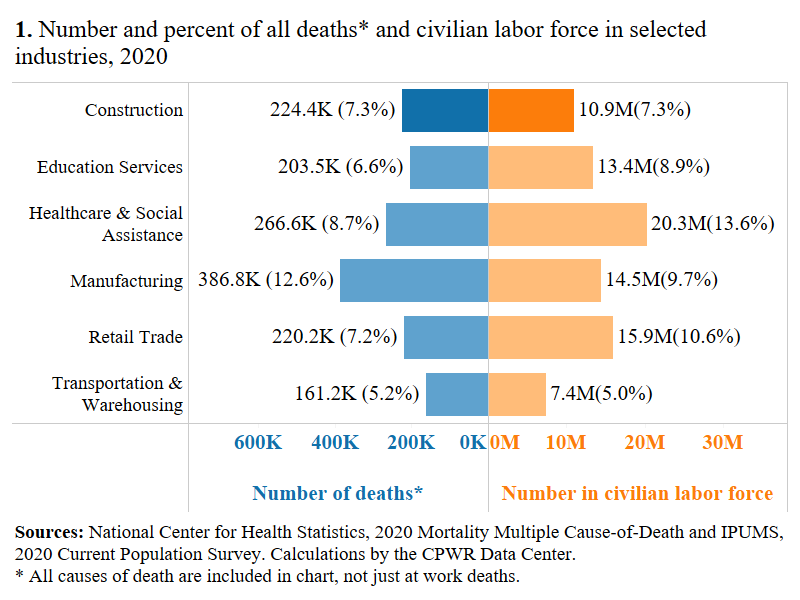 1. Number and percent of all deaths* and civilian labor force in selected
industries, 2020
Construction
224.4K (7.3%)
10.9M(7.3%)
Education Services
203.5K (6.6%)
13.4M(8.9%)
Healthcare & Social
Assistance
266.6K (8.7%)
20.3M(13.6%)
Manufacturing
386.8K (12.6%)
14.5M(9.7%)
Retail Trade
220.2K (7.2%)
15.9M(10.6%)
Transportation &
Warehousing
161.2K (5.2%)
7.4M(5.0%)
600K 400K 200K 0K 0M 10M 20M 30M
Number of deaths*
Number in civilian labor force
Sources: National Center for Health Statistics, 2020 Mortality Multiple Cause-of-Death and IPUMS,
2020 Current Population Survey. Calculations by the CPWR Data Center.
* All causes of death are included in chart, not just at work deaths.